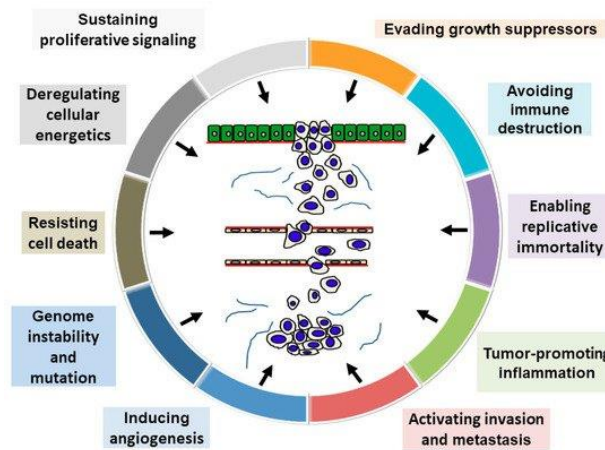 Sustaining
proliferative signaling
Evading growth suppressors
Deregulating
cellular
energetics
Avoiding
immune
destruction
Resisting
cell death
Enabling
replicative
immortality
Genome
instability
and
mutation
Tumor-promoting
inflammation
Inducing
angiogenesis
Activating invasion
and metastasis